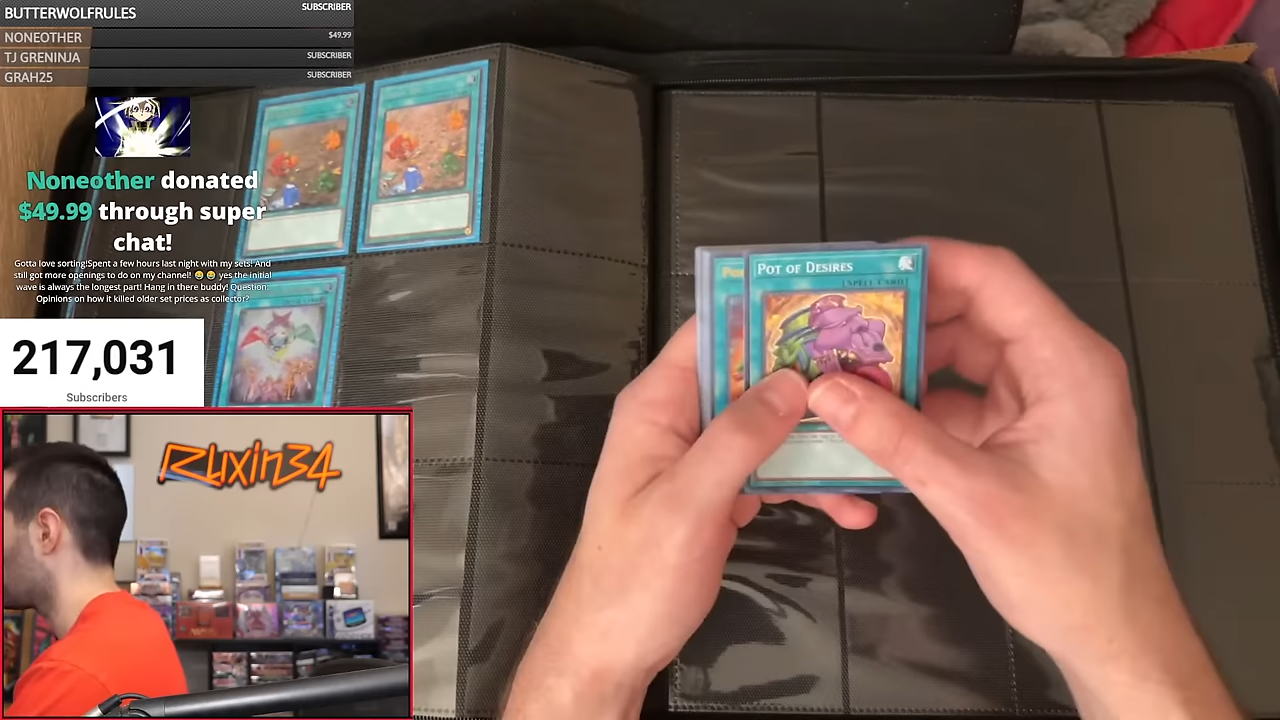 BUTTERWOLFRULES SUBSCRIBER
NONEOTHER $49.99
TJ GRENINJA SUBSCRIBER
GRAH25 SUBSCRIBER
Noneother donated
$49.99 through super
chat!
Gotta love sorting!Spent a few hours last night with my sets! And
still got more openings to do on my channel! 😅 😅 yes the initial
wave is always the longest part! Hang in there buddy! Question:
Opinions on how it killed older set prices as collector?
217,031
Subscribers
Ruxin34
POT OF DESIRES
[SPELL CARD]